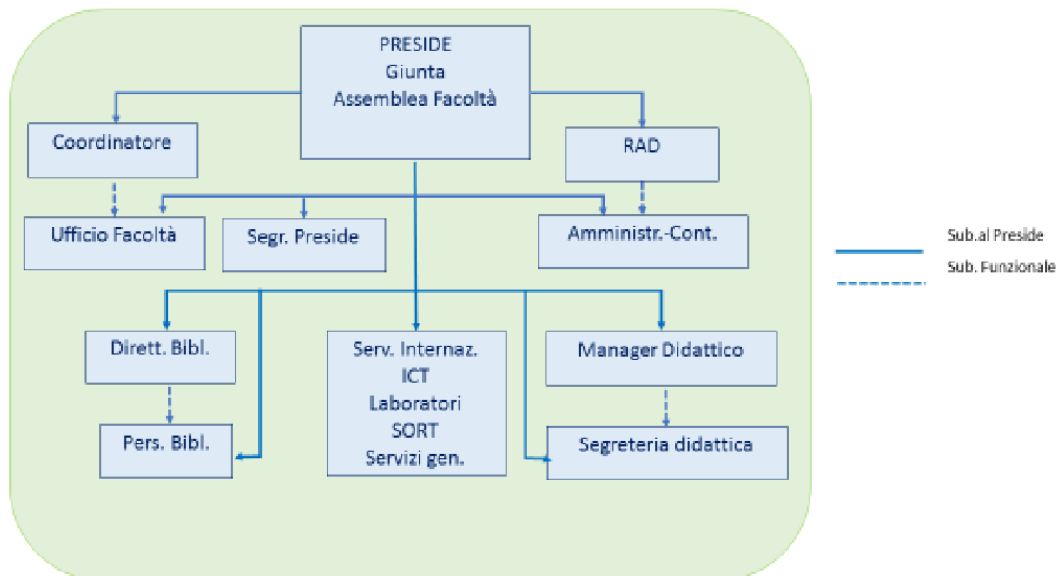 PRESIDE
Giunta
Assemblea Facoltà
Coordinatore
RAD
Ufficio Facoltà
Segr. Preside
Amministr.-Cont.
Sub.al Preside
Sub. Funzionale
Dirett. Bibl.
Serv. Internaz.
ICT
Laboratori
SORT
Servizi gen.
Manager Didattico
Pers. Bibl.
Segreteria didattica